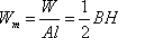 W_m = W/Al = 1/2 BH